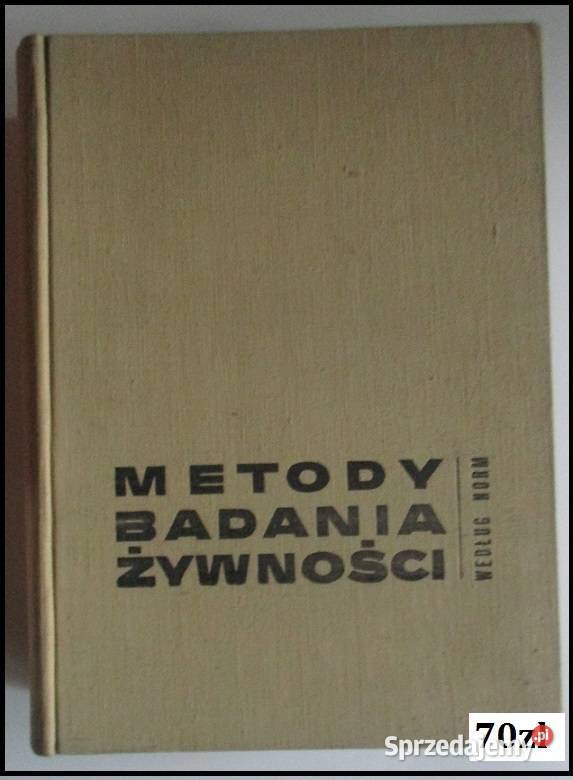 METODY
BADANIA
ŻYWNOŚCI
WEDŁUG NORM
70zł
Sprzedajemy.pl